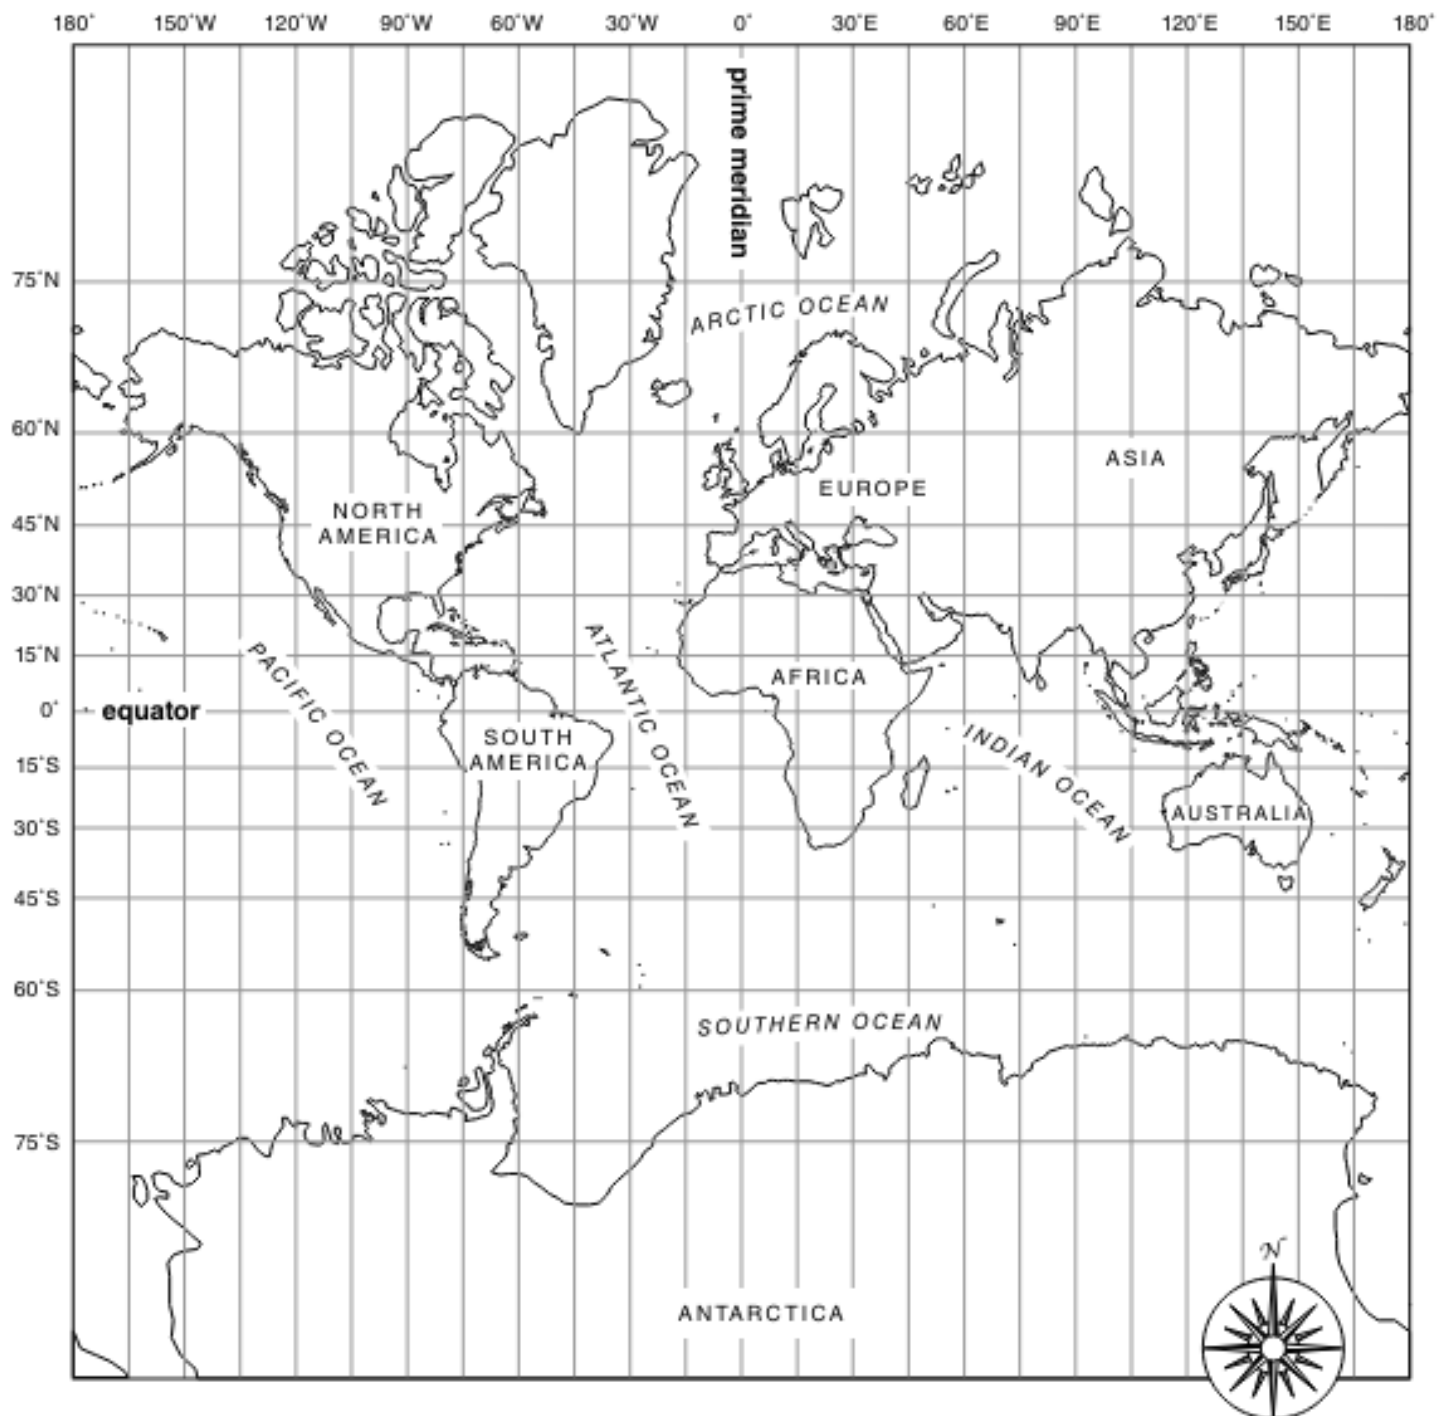 180˚ 150˚W 120˚W 90˚W 60˚W 30˚W 0˚ 30˚E 60˚E 90˚E 120˚E 150˚E 180˚
prime meridian
75˚N
ARCTIC OCEAN
60˚N
ASIA
EUROPE
NORTH
AMERICA
45˚N
30˚N
15˚N
PACIFIC OCEAN
ATLANTIC OCEAN
AFRICA
0˚
equator
SOUTH
AMERICA
INDIAN OCEAN
15˚S
AUSTRALIA
30˚S
45˚S
60˚S
SOUTHERN OCEAN
75˚S
N
ANTARCTICA